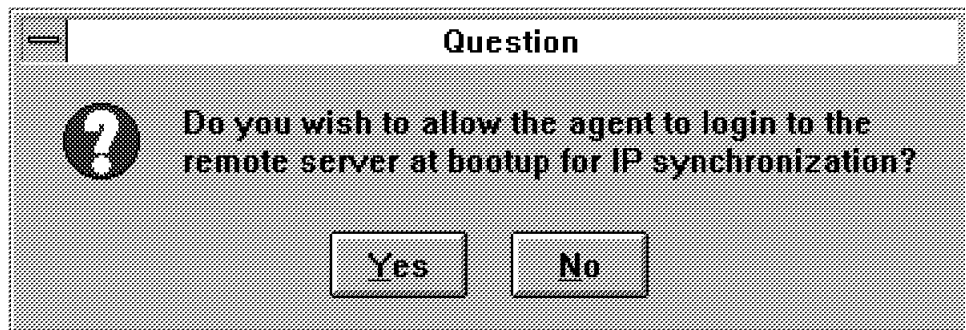 Question
Do you wish to allow the agent to login to the
remote server at bootup for IP synchronization?
Yes No